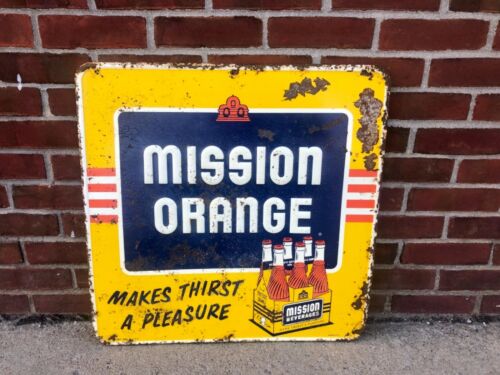 MISSION
ORANGE
MAKES THIRST
A PLEASURE
MISSION
BEVERAGES